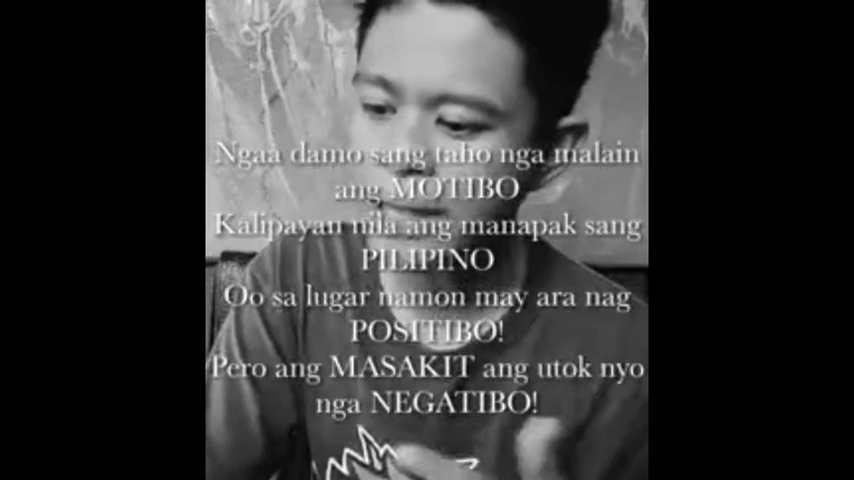 Ngaa damo sang taho nga malain
ang MOTIBO
Kalipayan nila ang manapak sang
PILIPINO
Oo sa lugar namon may ara nag
POSITIBO!
Pero ang MASAKIT ang utok nyo
nga NEGATIBO!